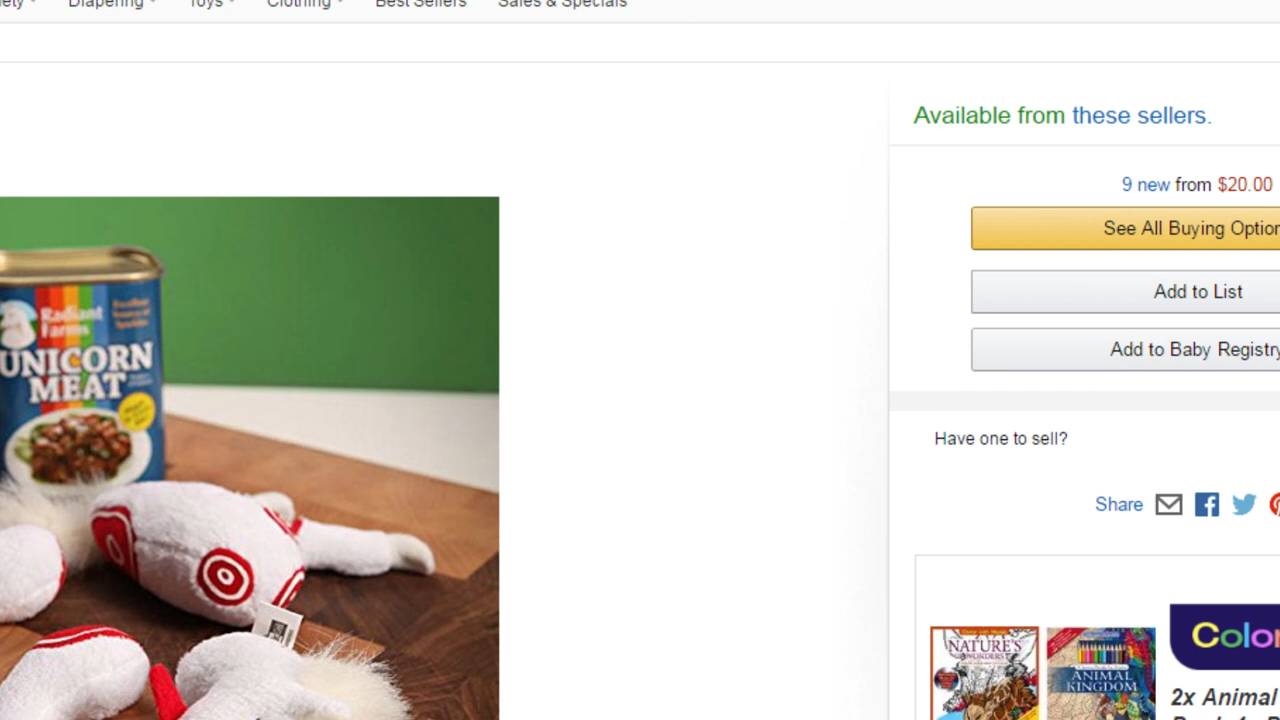 Diapering
Toys
Clothing
Best Sellers
Sales & Specials
Available from these sellers.
9 new from $20.00
See All Buying
Add to List
Add to Baby Registry
Have one to sell?
Share
Radiant
Farms
UNICORN
MEAT
NATURE'S
WONDERS
ANIMAL
KINGDOM
2x Animal